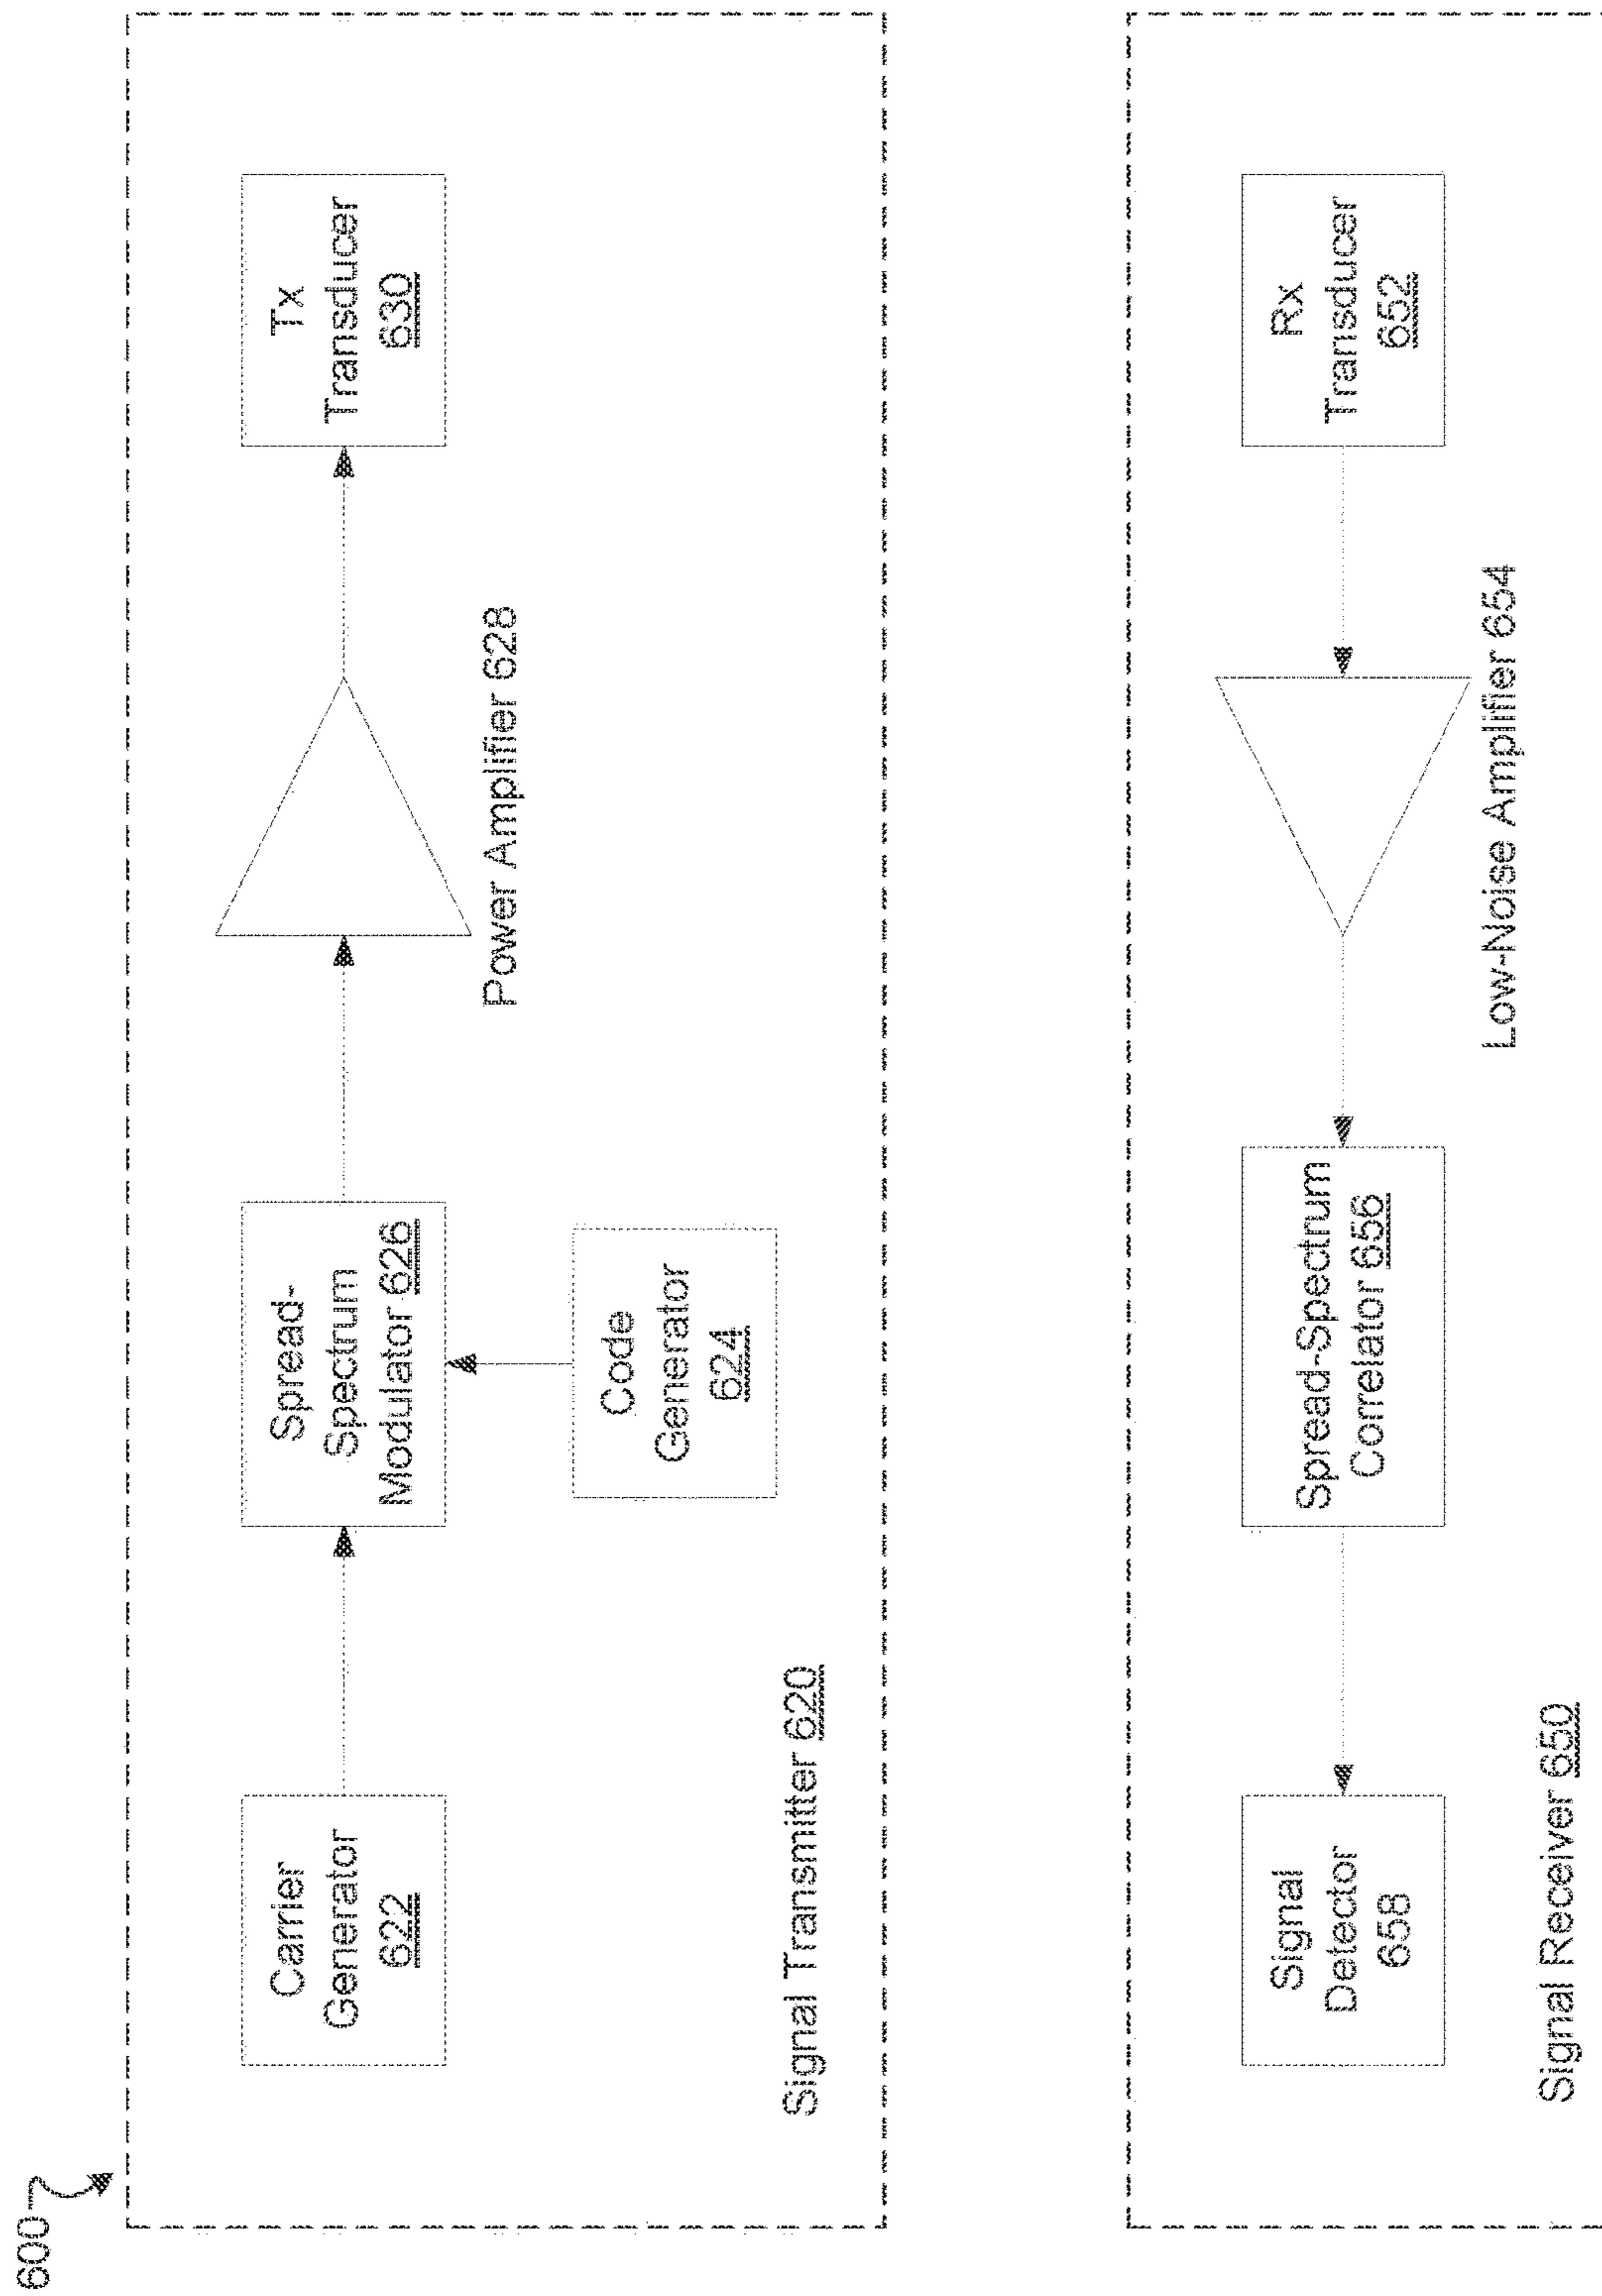 600
Carrier
Generator
622
Spread-
Spectrum
Modulator 626
Code
Generator
624
Power Amplifier 628
Tx
Transducer
630
Signal Transmitter 620
Rx
Transducer
652
Low-Noise Amplifier 654
Spread-Spectrum
Correlator 656
Signal
Detector
658
Signal Receiver 650